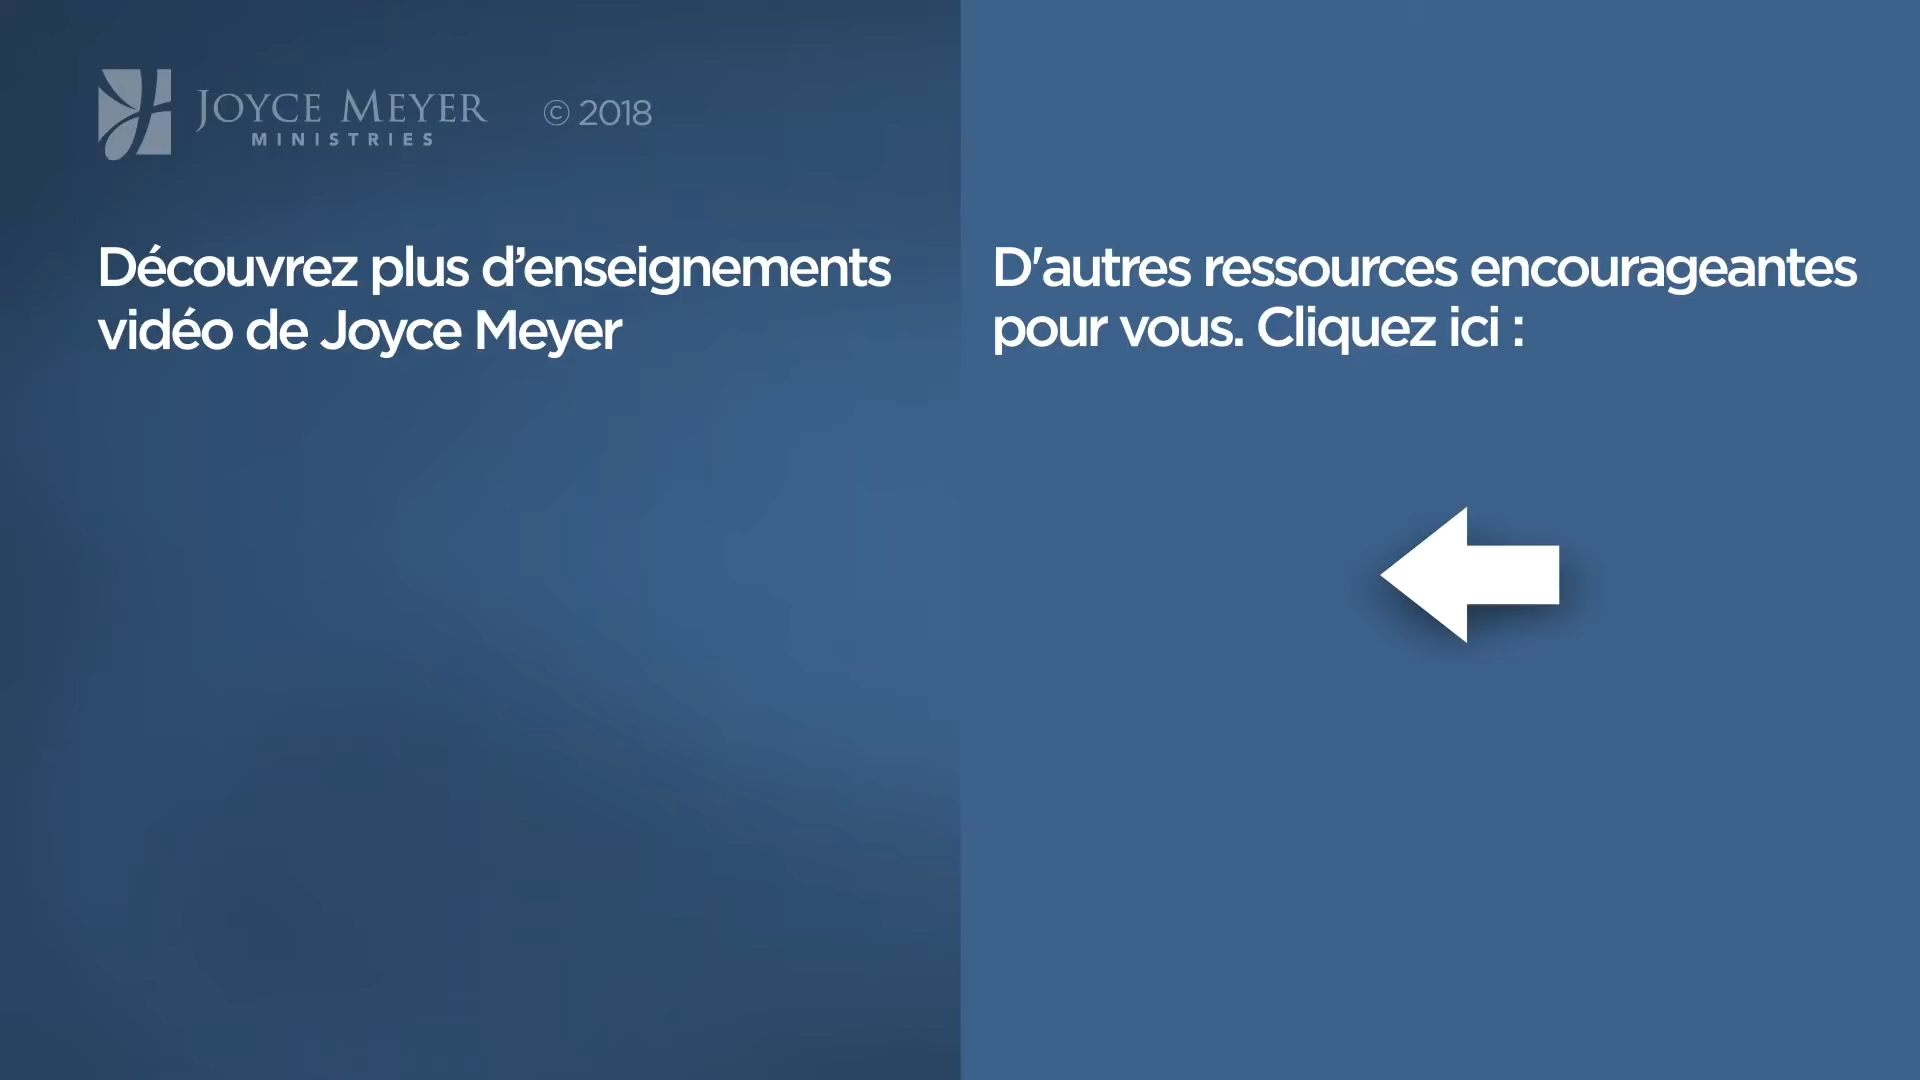 JOYCE MEYER
MINISTRIES
© 2018
Découvrez plus d’enseignements
vidéo de Joyce Meyer
D'autres ressources encourageantes
pour vous. Cliquez ici :